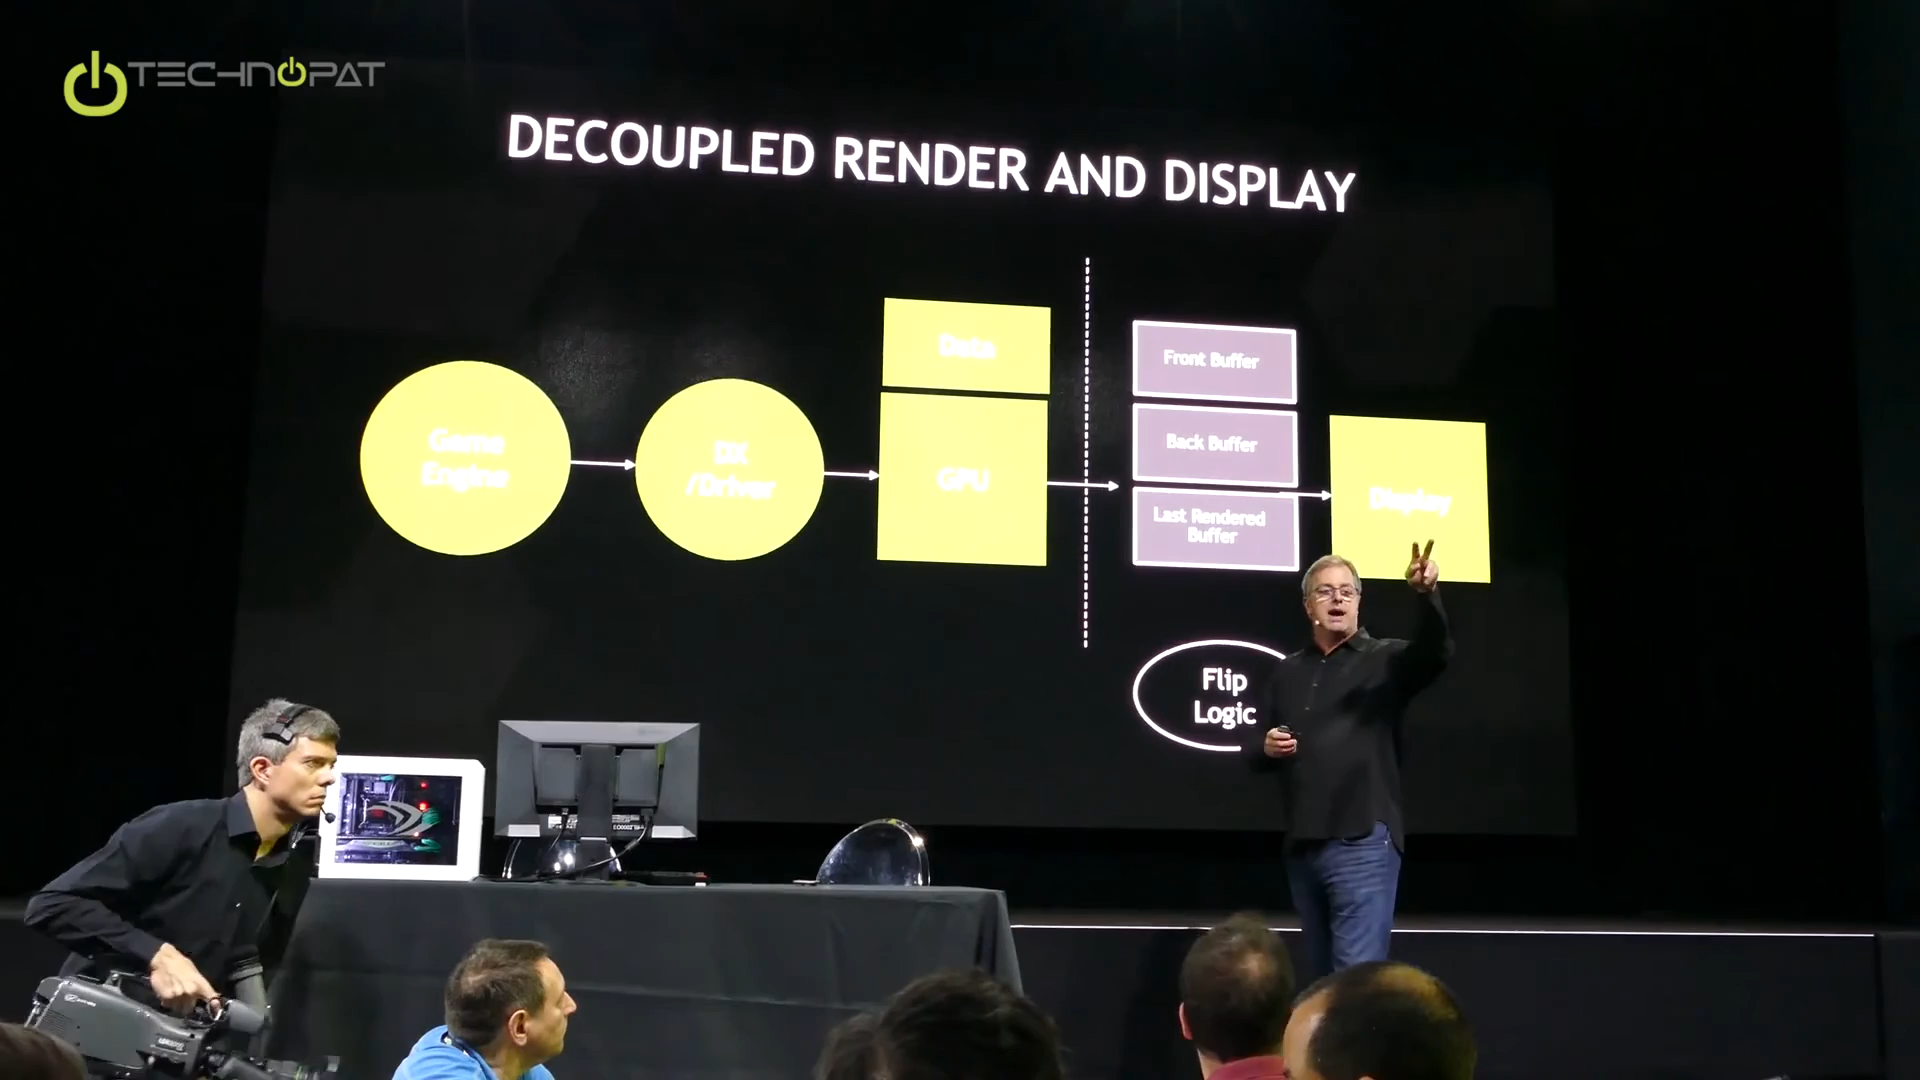 TECHNOPAT
DECOUPLED RENDER AND DISPLAY
Game
Engine
DX
/Driver
Data
GPU
Front Buffer
Back Buffer
Last Rendered
Buffer
Display
Flip
Logic